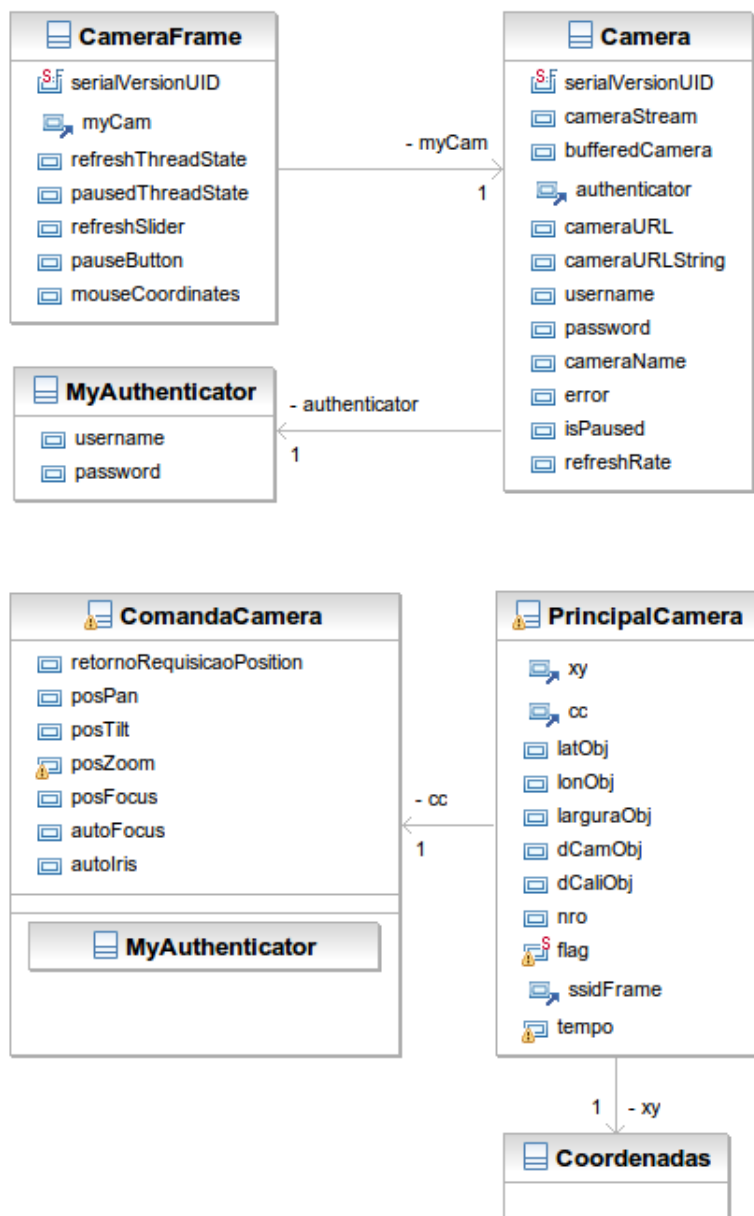 CameraFrame
serialVersionUID
myCam
refreshThreadState
pausedThreadState
refreshSlider
pauseButton
mouseCoordinates
- myCam
1
Camera
serialVersionUID
cameraStream
bufferedCamera
authenticator
cameraURL
cameraURLString
username
password
cameraName
error
isPaused
refreshRate
MyAuthenticator
username
password
- authenticator
1
ComandaCamera
retornoRequisicaoPosition
posPan
posTilt
posZoom
posFocus
autoFocus
autoIris
MyAuthenticator
- cc
1
PrincipalCamera
xy
cc
latObj
lonObj
larguraObj
dCamObj
dCaliObj
nro
flag
ssidFrame
tempo
1 - xy
Coordenadas